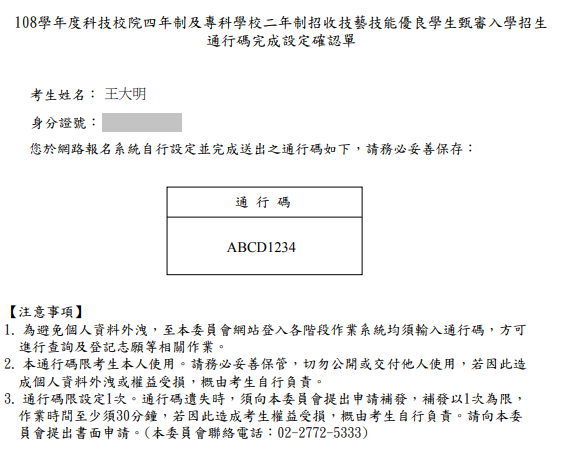 108學年度科技校院四年制及專科學校二年制招收技藝技能優良學生甄審入學招生
通行碼完成設定確認單
考生姓名：王大明
身分證號：
您於網路報名系統自行設定並完成送出之通行碼如下，請務必妥善保存：
通 行 碼
ABCD1234
【注意事項】
1. 為避免個人資料外洩，至本委員會網站登入各階段作業系統均須輸入通行碼，方可
進行查詢及登記志願等相關作業。
2. 本通行碼限考生本人使用。請務必妥善保管，切勿公開或交付他人使用，若因此造
成個人資料外洩或權益受損，概由考生自行負責。
3. 通行碼限設定1次。通行碼遺失時，須向本委員會提出申請補發，補發以1次為限，
作業時間至少須30分鐘，若因此造成考生權益受損，概由考生自行負責。請向本委
員會提出書面申請。(本委員會聯絡電話：02-2772-5333)